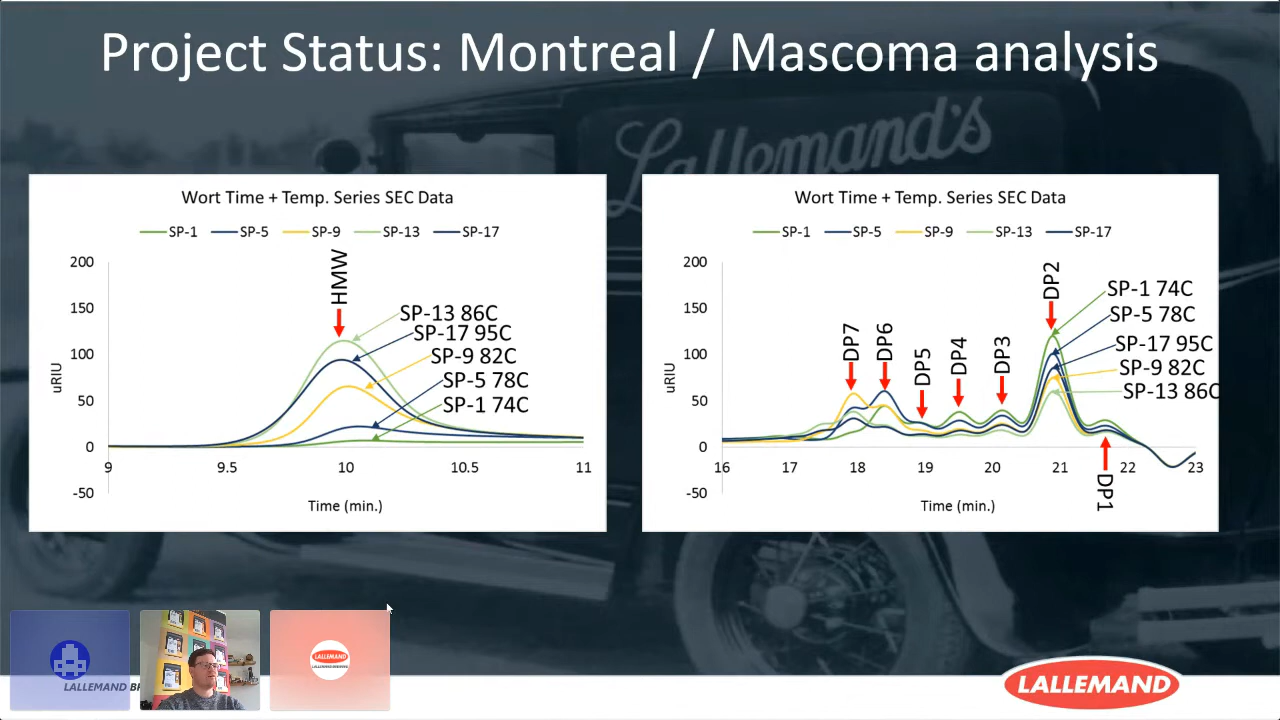 Project Status: Montreal / Mascoma analysis
Lallemand's
Wort Time + Temp. Series SEC Data
SP-1 SP-5 SP-9 SP-13 SP-17
HMW
SP-13 86C
SP-17 95C
SP-9 82C
SP-5 78C
SP-1 74C
200
150
100
50
0
-50
uRIU
9 9.5 10 10.5 11
Time (min.)
Wort Time + Temp. Series SEC Data
SP-1 SP-5 SP-9 SP-13 SP-17
DP7
DP6
DP5
DP4
DP3
DP2
DP1
SP-1 74C
SP-5 78C
SP-17 95C
SP-9 82C
SP-13 86C
200
150
100
50
0
-50
uRIU
16 17 18 19 20 21 22 23
Time (min.)
LALLEMAND BR
LALLEMAND
LALLEMAND